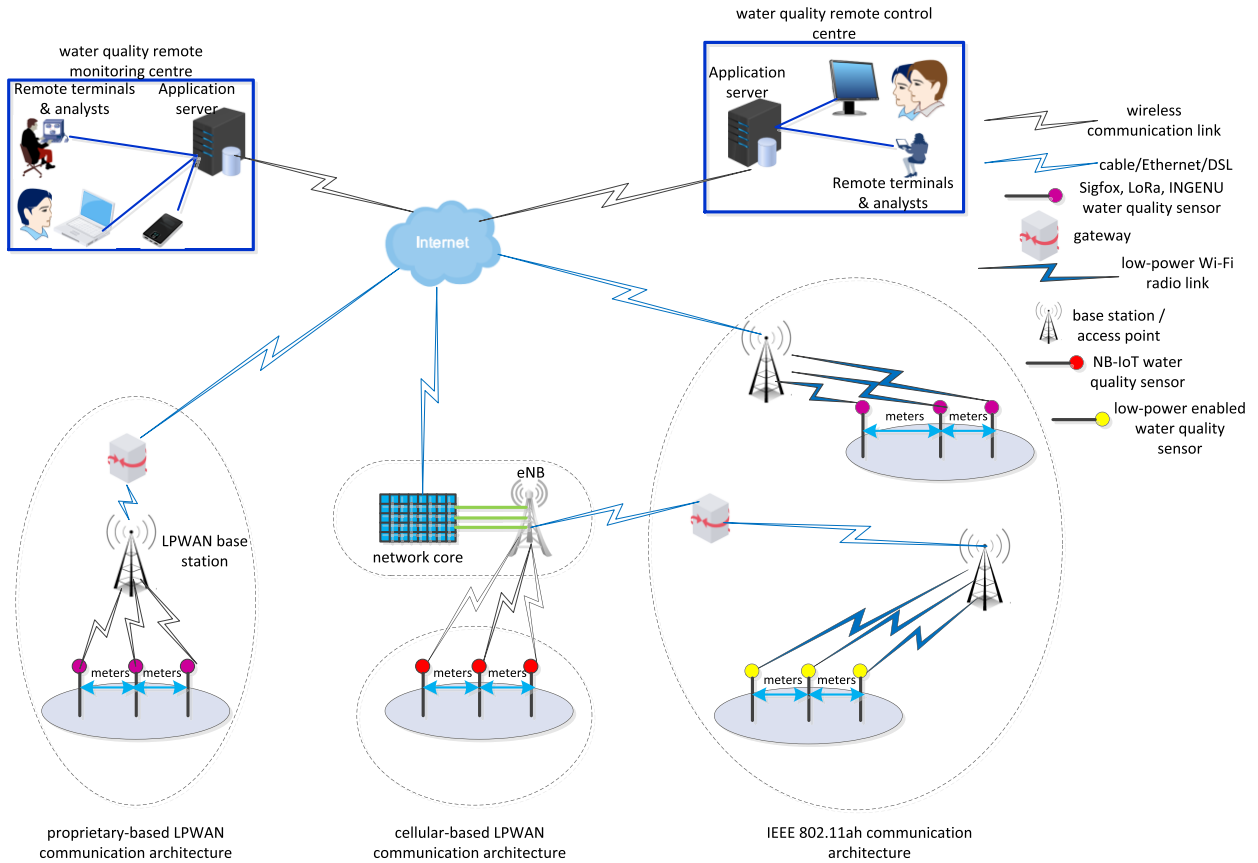 water quality remote
monitoring centre
Remote terminals
& analysts
Application
server
water quality remote control
centre
Application
server
Remote terminals
& analysts
wireless
communication link
cable/Ethernet/DSL
Sigfox, LoRa, INGENU
water quality sensor
gateway
low-power Wi-Fi
radio link
base station /
access point
NB-IoT water
quality sensor
low-power enabled
water quality
sensor
Internet
meters
meters
eNB
network core
LPWAN base
station
meters
meters
meters
meters
meters
meters
proprietary-based LPWAN
communication architecture
cellular-based LPWAN
communication architecture
IEEE 802.11ah communication
architecture